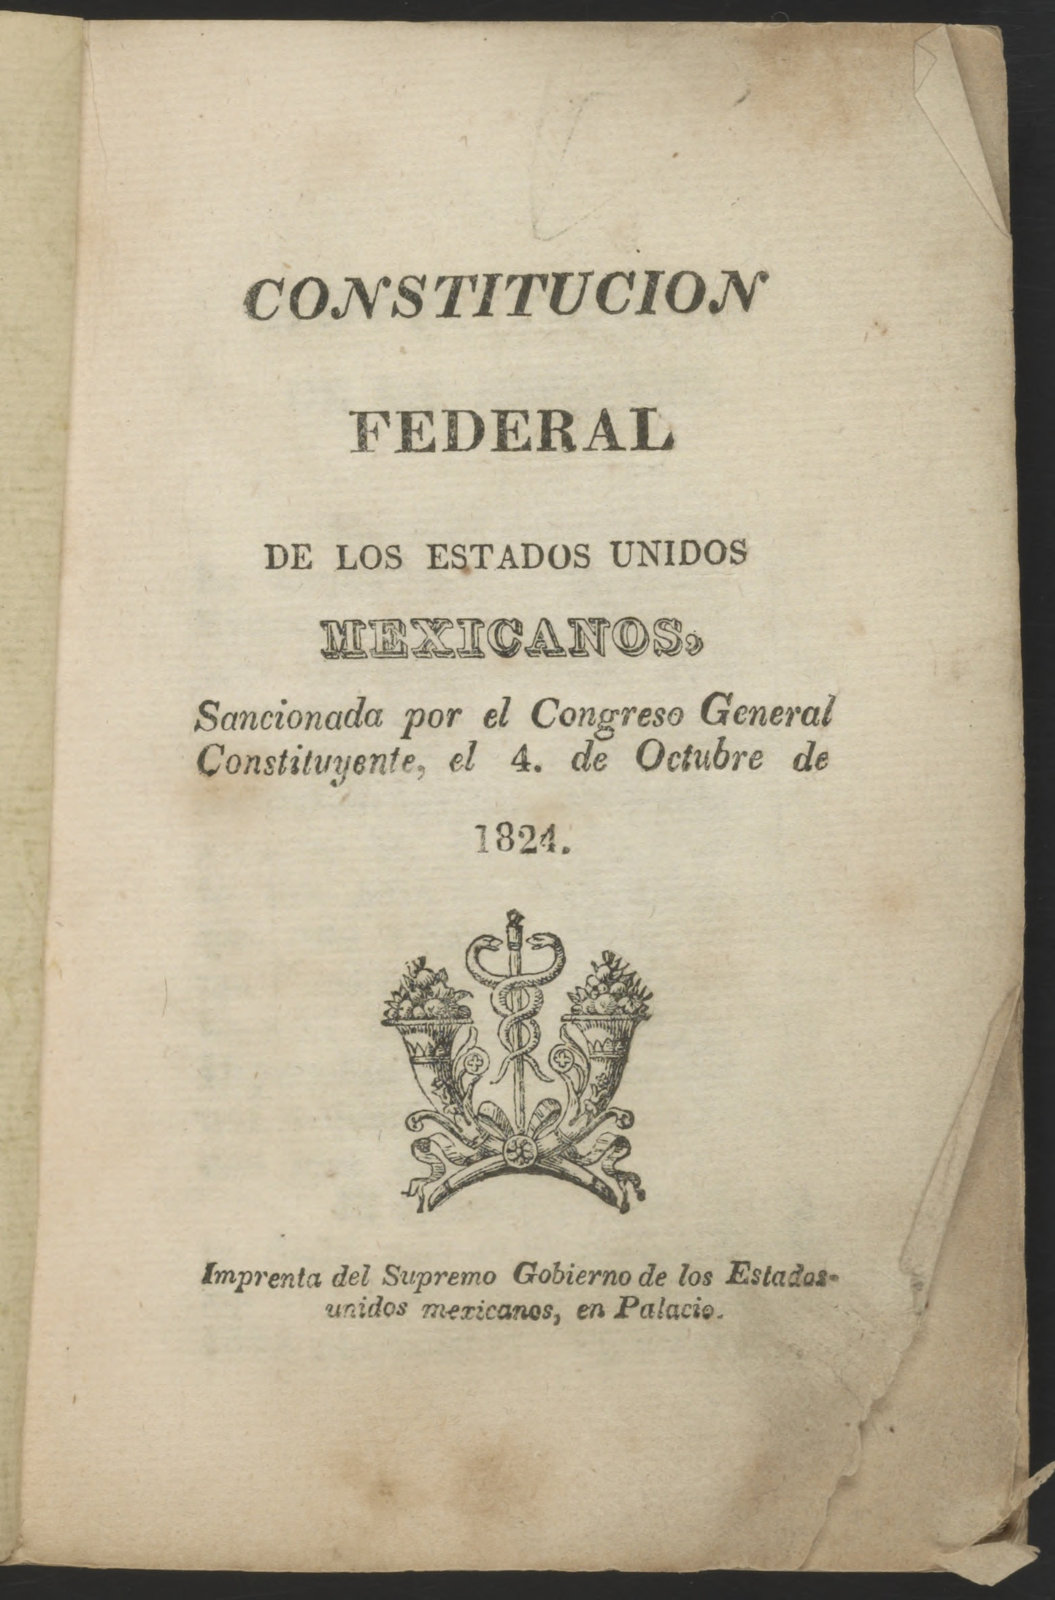 CONSTITUCION
FEDERAL
DE LOS ESTADOS UNIDOS
MEXICANOS,
Sancionada por el Congreso General
Constituyente, el 4. de Octubre de
1824.
Imprenta del Supremo Gobierno de los Estados-
unidos mexicanos, en Palacio.